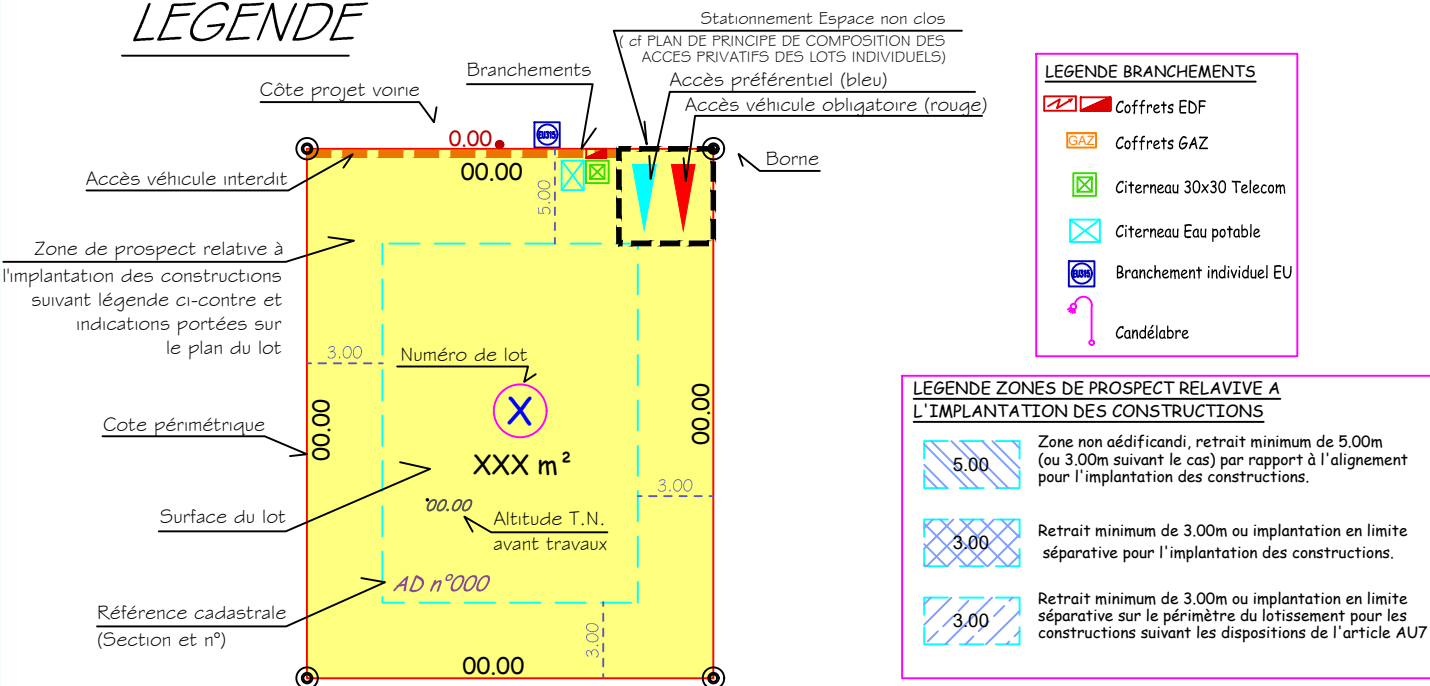 LEGENDE
Stationnement Espace non clos
( cf PLAN DE PRINCIPE DE COMPOSITION DES
ACCES PRIVATIFS DES LOTS INDIVIDUELS)
Branchements
Accès préférentiel (bleu)
Côte projet voirie
Accès véhicule obligatoire (rouge)
0.00
EU315
Borne
00.00
Accès véhicule interdit
5.00
Zone de prospect relative à
l'implantation des constructions
suivant légende ci-contre et
indications portées sur
le plan du lot
3.00
Numéro de lot
X
00.00
00.00
Cote périmétrique
XXX m²
3.00
00.00
Surface du lot
Altitude T.N.
avant travaux
AD n°000
Référence cadastrale
(Section et nº)
3.00
00.00
LEGENDE BRANCHEMENTS
Coffrets EDF
GAZ Coffrets GAZ
Citerneau 30x30 Telecom
Citerneau Eau potable
EU315 Branchement individuel EU
Candélabre
LEGENDE ZONES DE PROSPECT RELAVIVE A
L'IMPLANTATION DES CONSTRUCTIONS
5.00
Zone non aédificandi, retrait minimum de 5.00m
(ou 3.00m suivant le cas) par rapport à l'alignement
pour l'implantation des constructions.
3.00
Retrait minimum de 3.00m ou implantation en limite
séparative pour l'implantation des constructions.
3.00
Retrait minimum de 3.00m ou implantation en limite
séparative sur le périmètre du lotissement pour les
constructions suivant les dispositions de l'article AU7